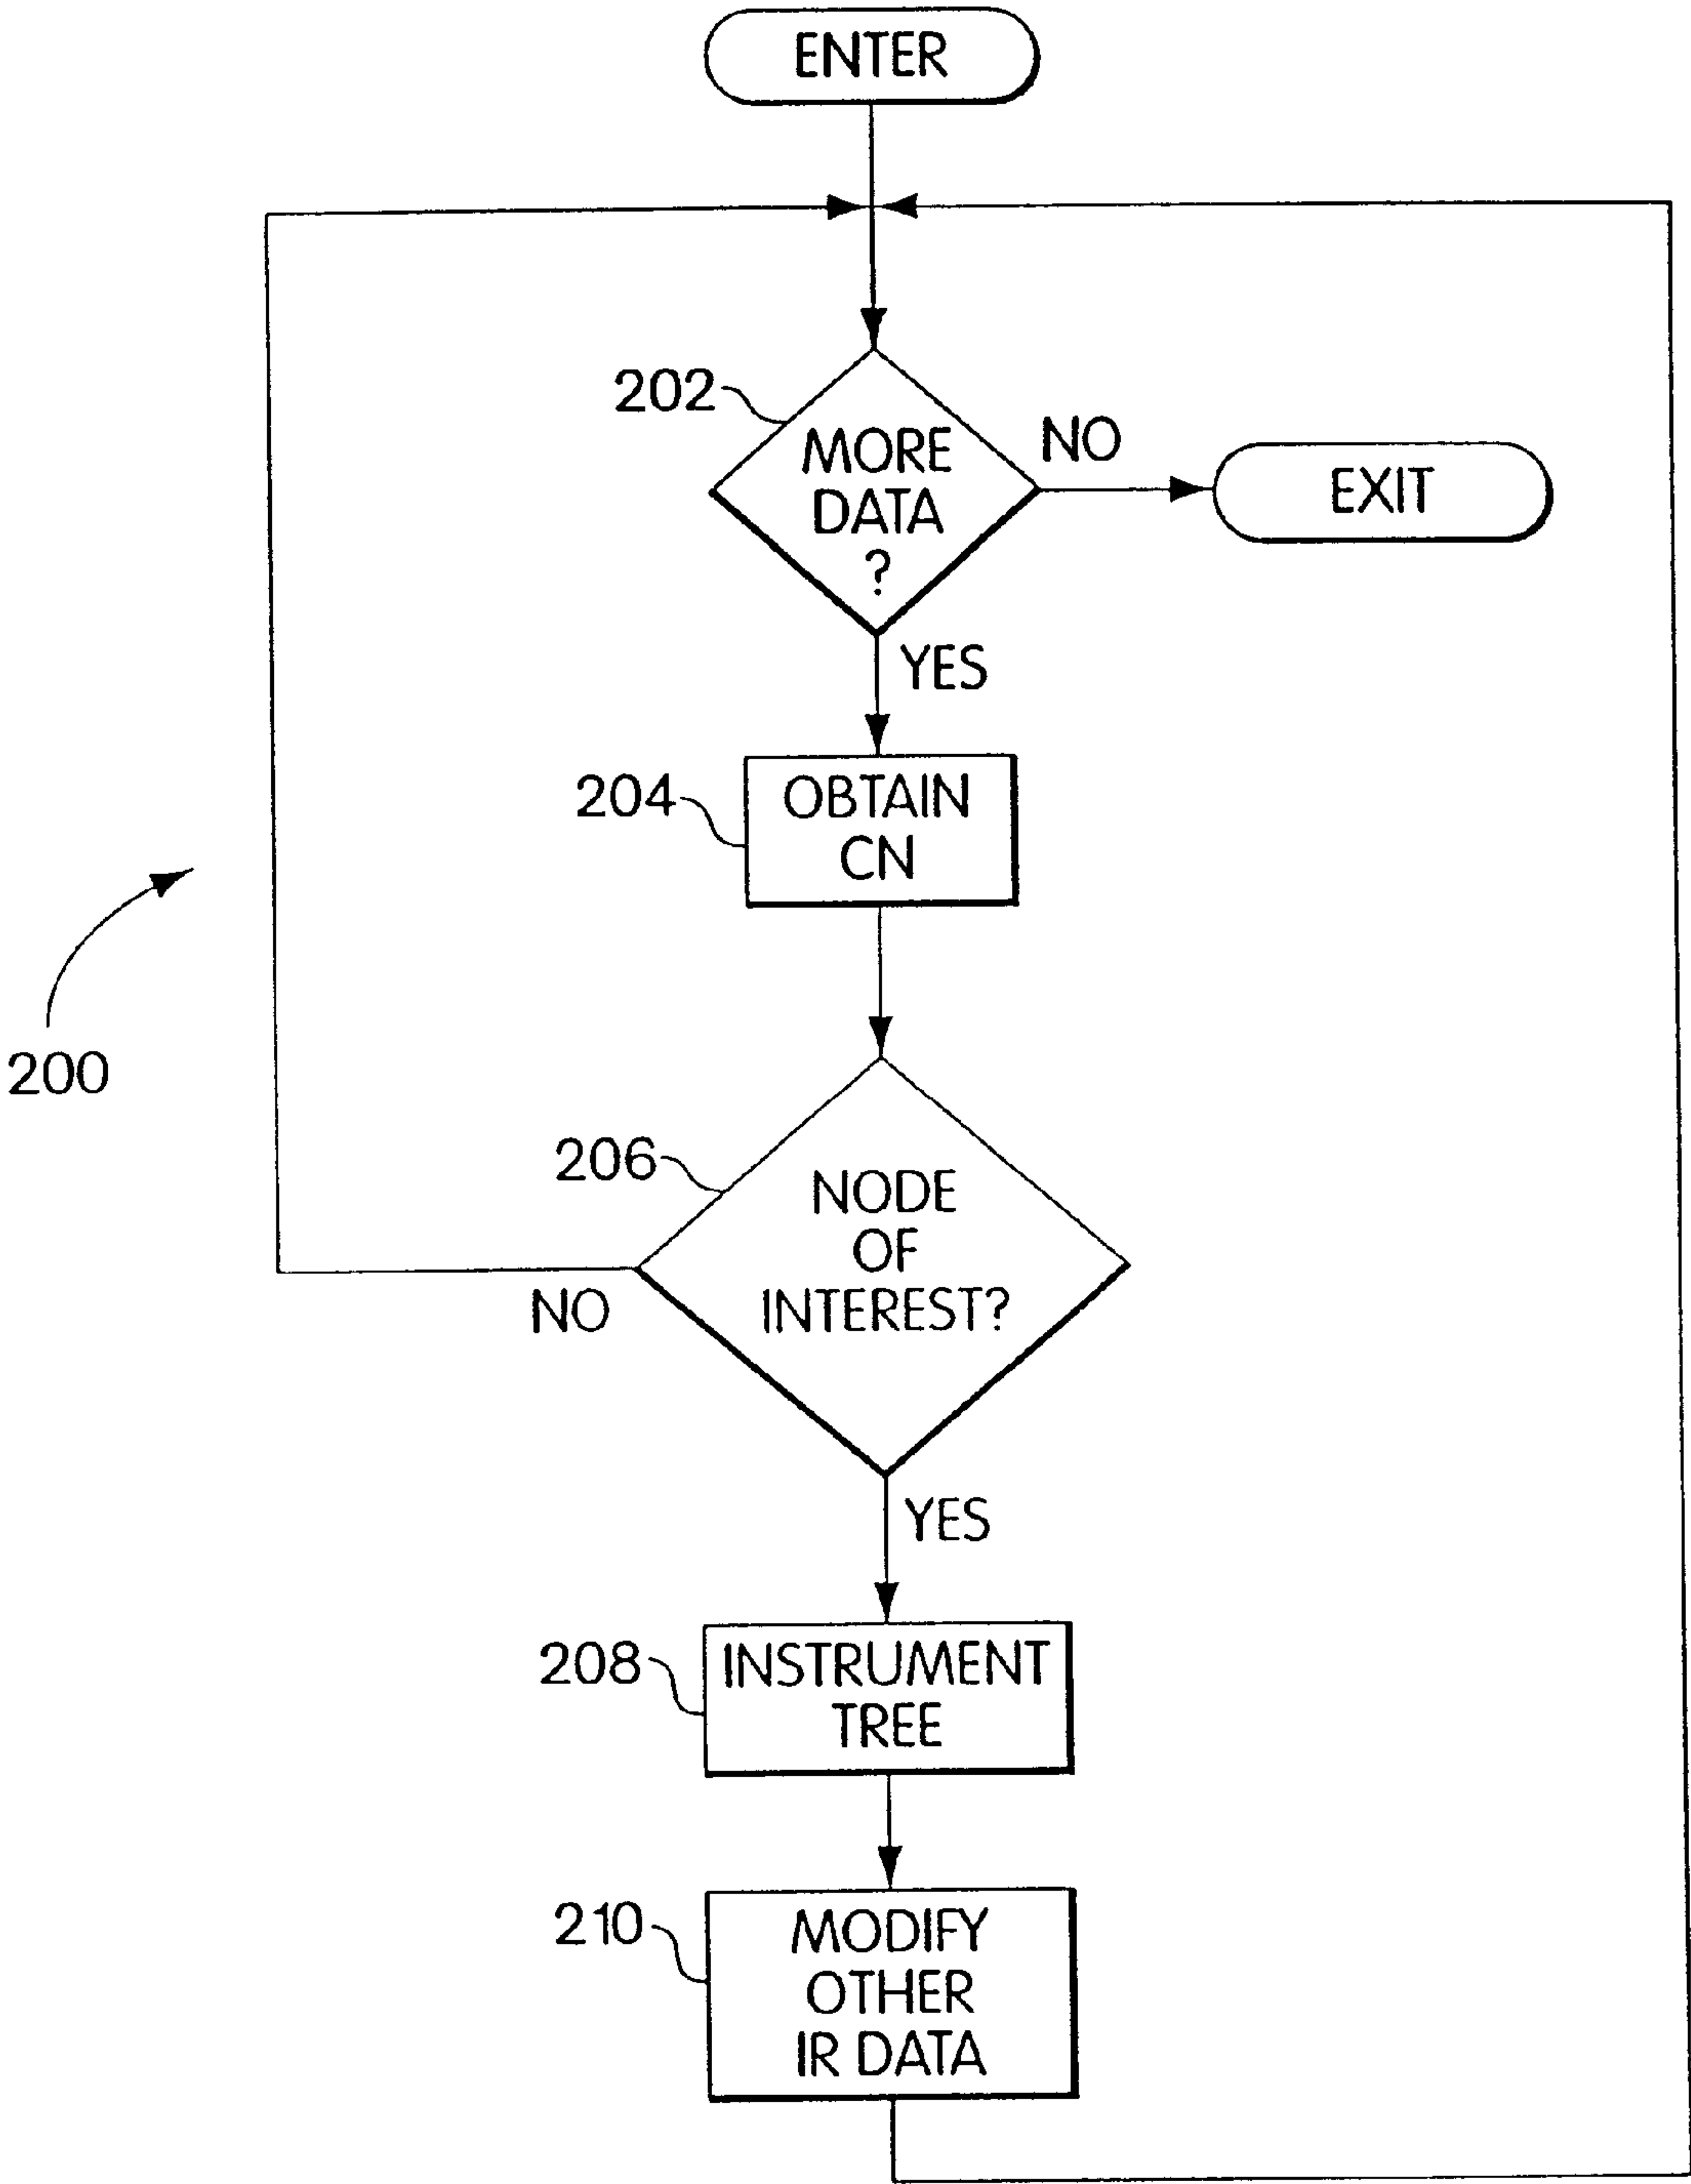 ENTER
202
MORE
DATA
?
NO
EXIT
YES
204
OBTAIN
CN
200
206
NODE
OF
INTEREST?
NO
YES
208
INSTRUMENT
TREE
210
MODIFY
OTHER
IR DATA